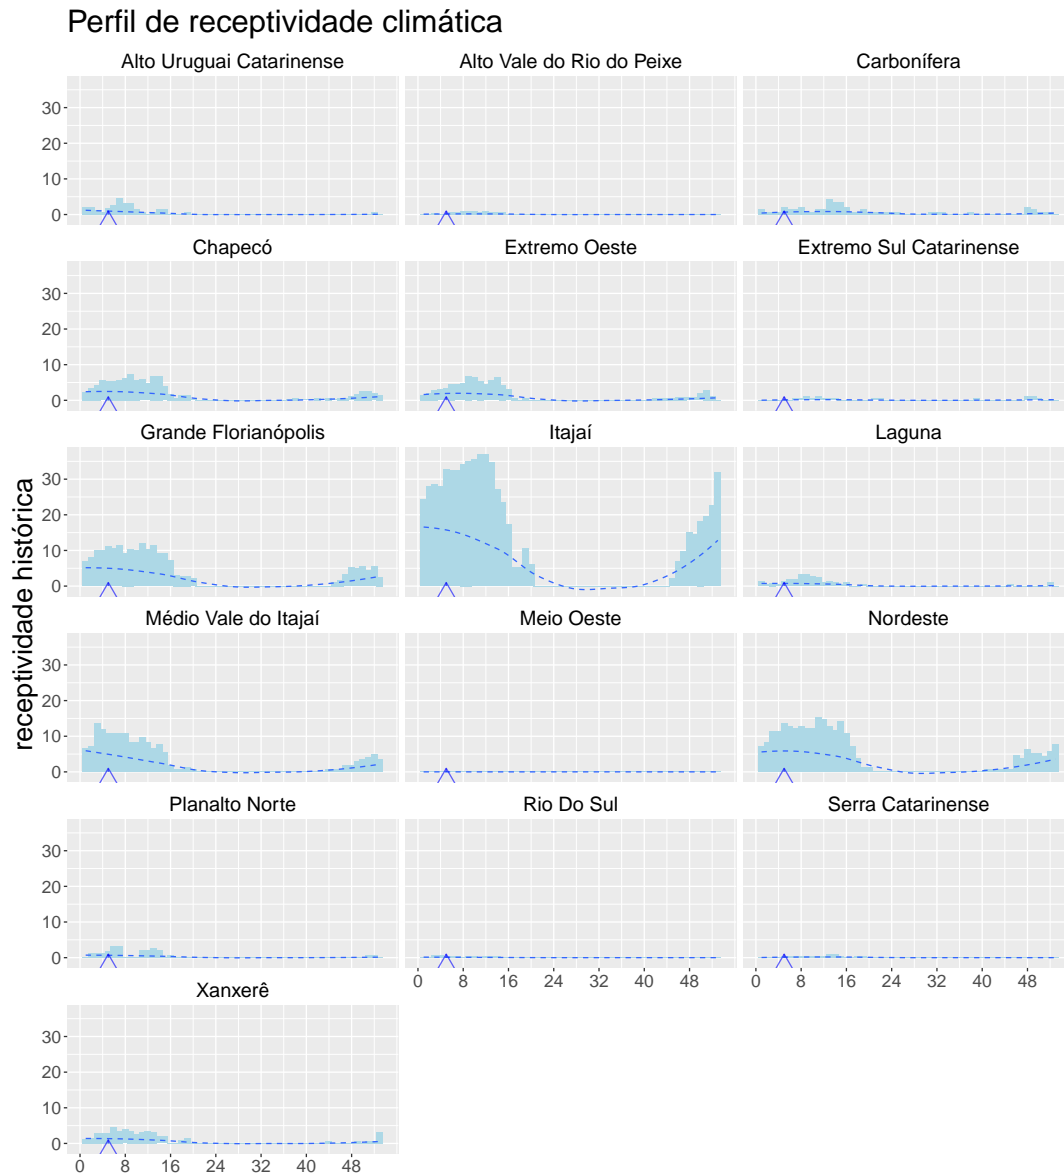 Perfil de receptividade climática
Alto Uruguai Catarinense
Alto Vale do Rio do Peixe
Carbonífera
30
20
10
0
Chapecó
Extremo Oeste
Extremo Sul Catarinense
30
20
10
0
Grande Florianópolis
Itajaí
Laguna
30
20
10
0
receptividade histórica
Médio Vale do Itajaí
Meio Oeste
Nordeste
30
20
10
0
Planalto Norte
Rio Do Sul
Serra Catarinense
30
20
10
0
0 8 16 24 32 40 48
0 8 16 24 32 40 48
Xanxerê
30
20
10
0
0 8 16 24 32 40 48